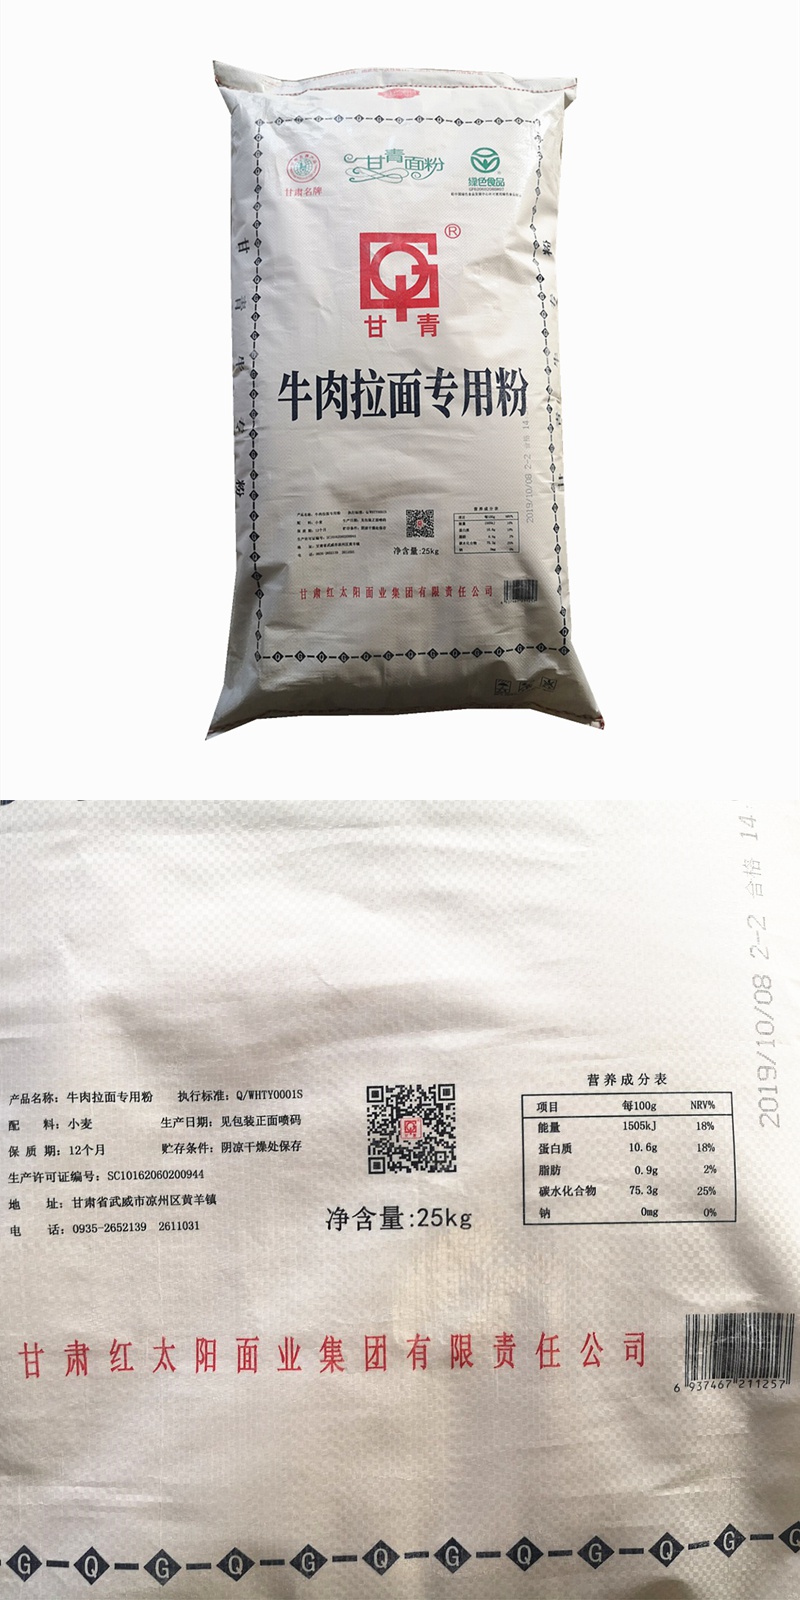 甘肃名牌
甘青面粉
绿色食品
®
甘青
牛肉拉面专用粉
2019/10/08 2-2 合格 14
净含量:25kg
甘肃红太阳面业集团有限责任公司
2019/10/08 2-2 合格 14
产品名称: 牛肉拉面专用粉 执行标准: Q/WHTY0001S
配 料: 小麦 生产日期: 见包装正面喷码
保 质 期: 12个月 贮存条件: 阴凉干燥处保存
生产许可证编号: SC10162060200944
地 址: 甘肃省武威市凉州区黄羊镇
电 话: 0935-2652139 2611031
净含量:25kg
营养成分表
项目 每100g NRV%
能量 1505kJ 18%
蛋白质 10.6g 18%
脂肪 0.9g 2%
碳水化合物 75.3g 25%
钠 0mg 0%
甘肃红太阳面业集团有限责任公司
6 937467 211257
G Q G Q G Q G Q G Q G Q